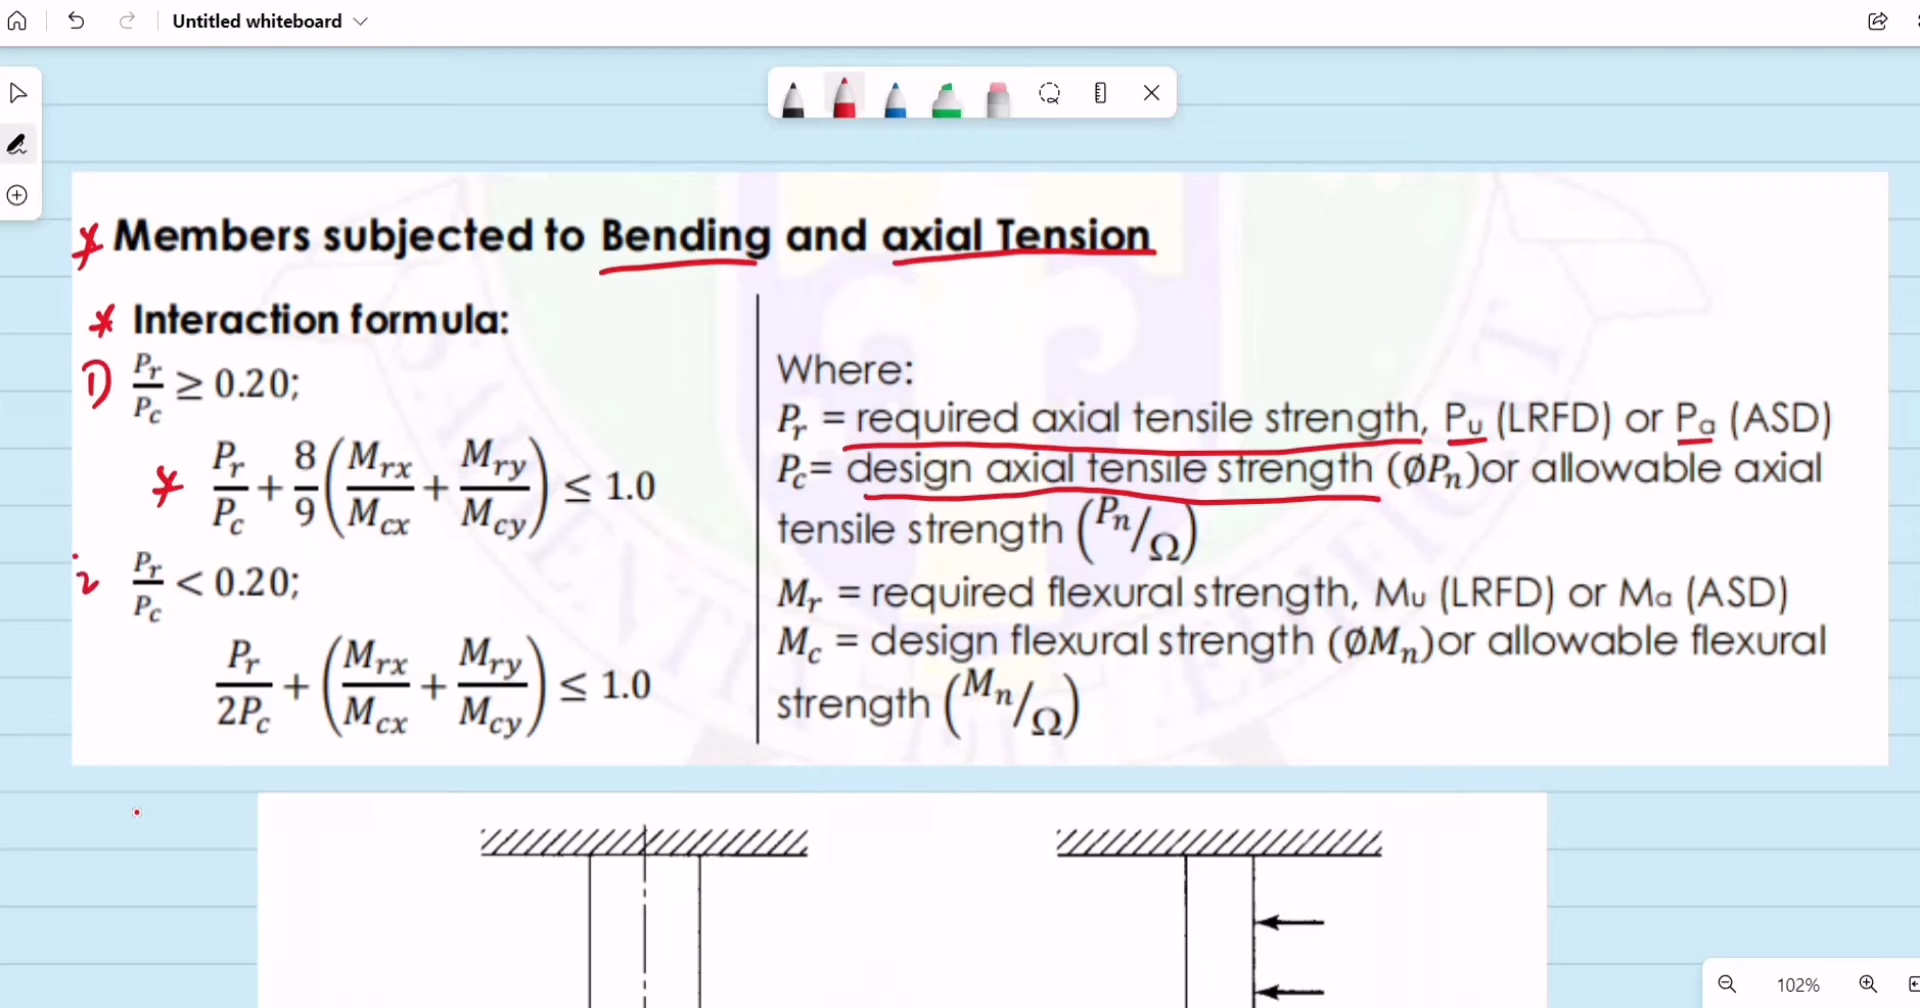 Untitled whiteboard
* Members subjected to Bending and axial Tension
* Interaction formula:
1) Pr/Pc ≥ 0.20;
* Pr/Pc + 8/9 (Mrx/Mcx + Mry/Mcy) ≤ 1.0
2 Pr/Pc < 0.20;
Pr/2Pc + (Mrx/Mcx + Mry/Mcy) ≤ 1.0
Where:
Pr = required axial tensile strength, Pu (LRFD) or Pa (ASD)
Pc= design axial tensile strength (ØPn)or allowable axial
tensile strength (Pn/Ω)
Mr = required flexural strength, Mu (LRFD) or Ma (ASD)
Mc = design flexural strength (ØMn)or allowable flexural
strength (Mn/Ω)
102%